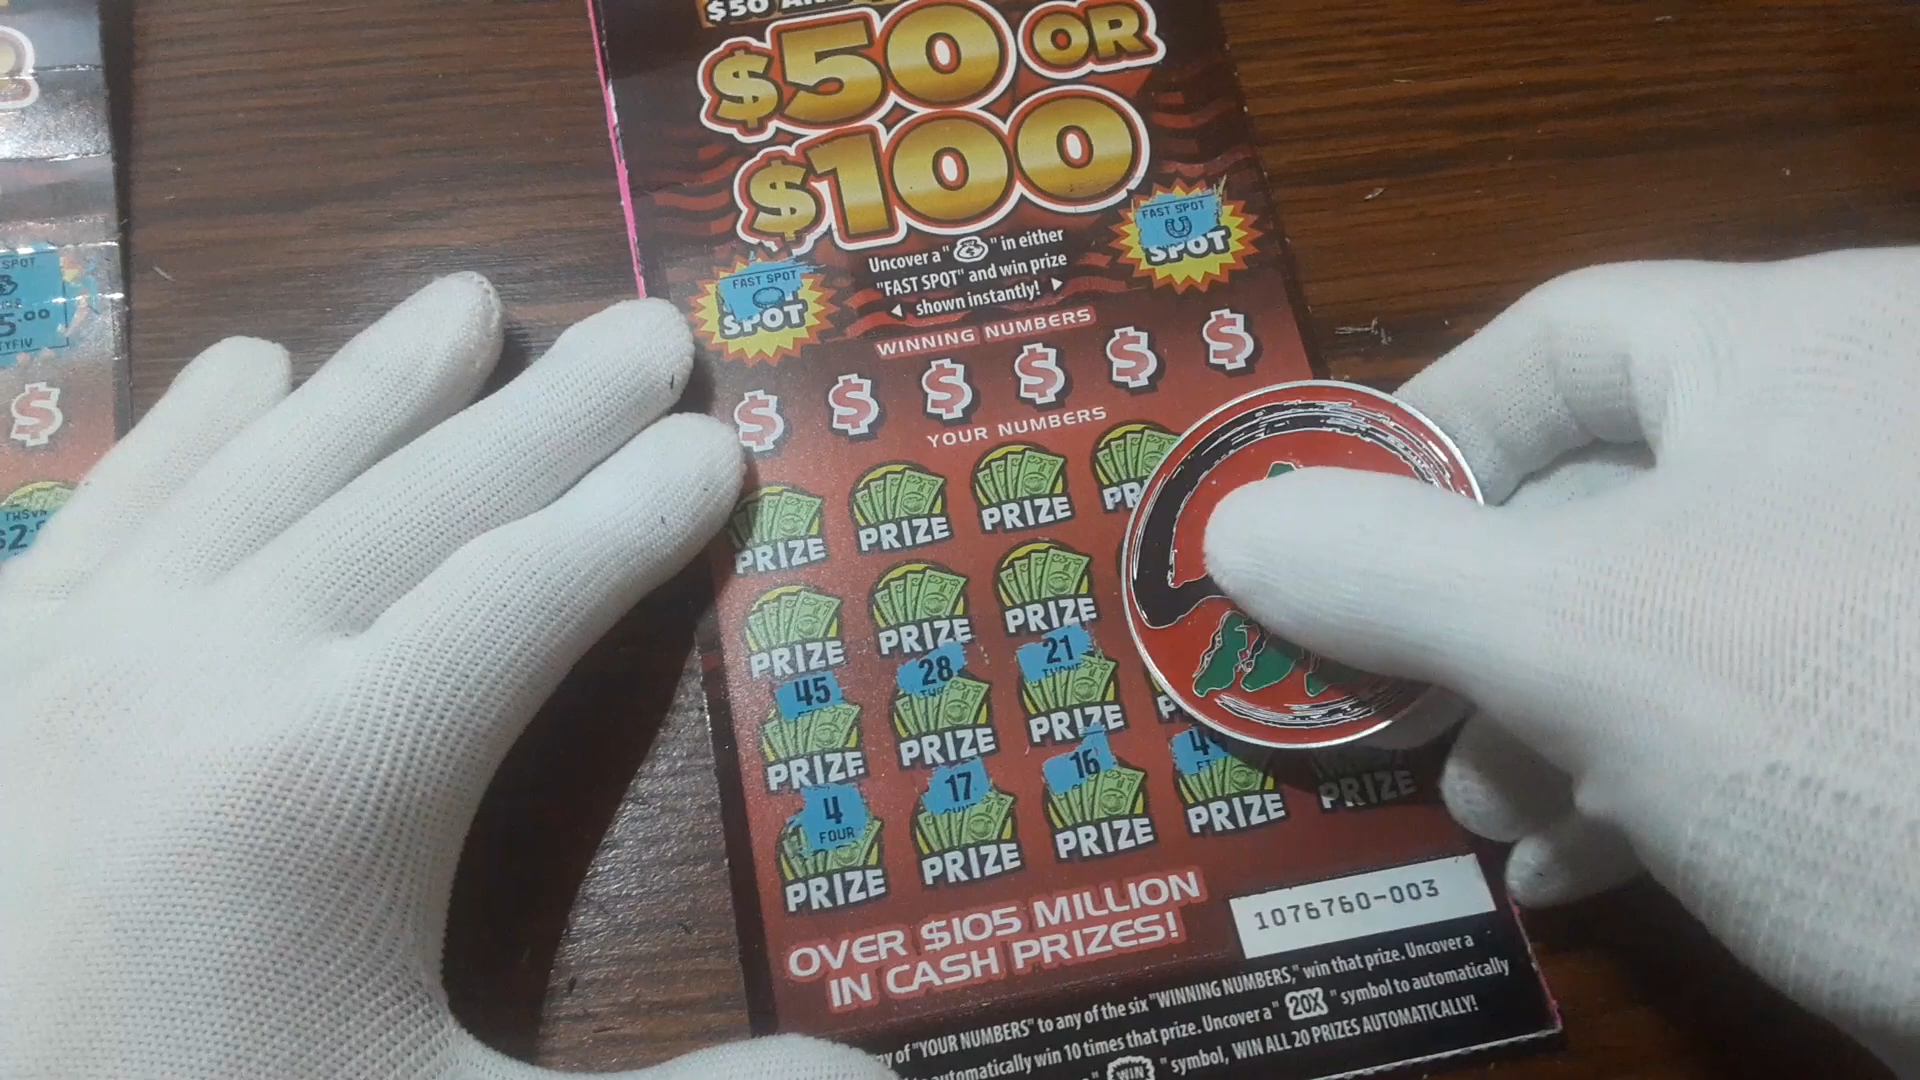 $50 OR
$100
FAST SPOT
SPOT
FAST SPOT
SPOT
Uncover a " " in either
"FAST SPOT" and win prize
shown instantly!
WINNING NUMBERS
$ $ $ $ $ $
YOUR NUMBERS
PRIZE PRIZE PRIZE
PRIZE PRIZE PRIZE
45 28 21
PRIZE PRIZE PRIZE
4 17 16
FOUR
PRIZE PRIZE PRIZE PRIZE PRIZE
OVER $105 MILLION
IN CASH PRIZES!
1076760-003
of "YOUR NUMBERS" to any of the six "WINNING NUMBERS," win that prize. Uncover a
automatically win 10 times that prize. Uncover a "20X" symbol to automatically
"WIN" symbol, WIN ALL 20 PRIZES AUTOMATICALLY!
SPOT
5.00
$